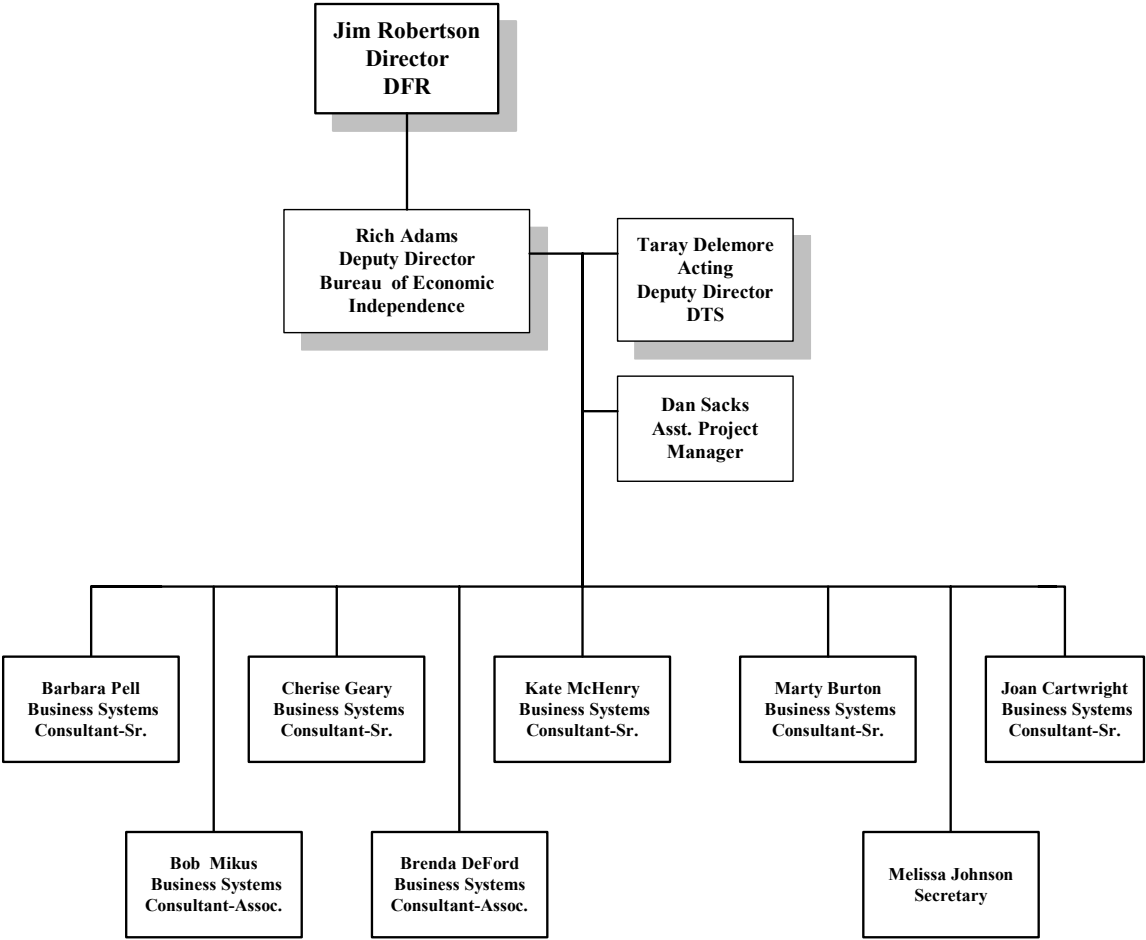 Jim Robertson
Director
DFR
Rich Adams
Deputy Director
Bureau of Economic
Independence
Taray Delemore
Acting
Deputy Director
DTS
Dan Sacks
Asst. Project
Manager
Barbara Pell
Business Systems
Consultant-Sr.
Cherise Geary
Business Systems
Consultant-Sr.
Kate McHenry
Business Systems
Consultant-Sr.
Marty Burton
Business Systems
Consultant-Sr.
Joan Cartwright
Business Systems
Consultant-Sr.
Bob Mikus
Business Systems
Consultant-Assoc.
Brenda DeFord
Business Systems
Consultant-Assoc.
Melissa Johnson
Secretary